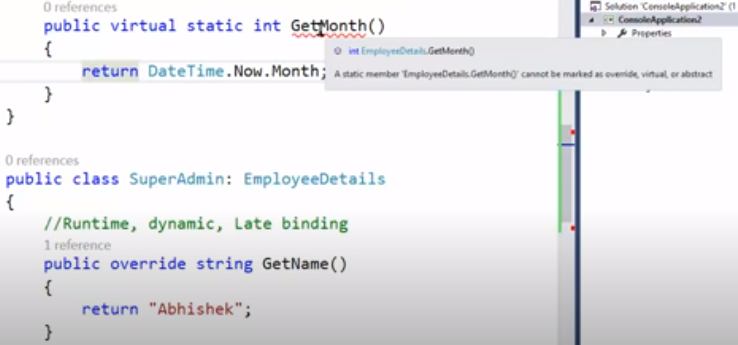 0 references
public virtual static int GetMonth()
{
int EmployeeDetails.GetMonth()
return DateTime.Now.Month;
A static member 'EmployeeDetails.GetMonth()' cannot be marked as override, virtual, or abstract
}
}
0 references
public class SuperAdmin: EmployeeDetails
{
//Runtime, dynamic, Late binding
1 reference
public override string GetName()
{
return "Abhishek";
}
Solution 'ConsoleApplication2' (1
ConsoleApplication2
Properties